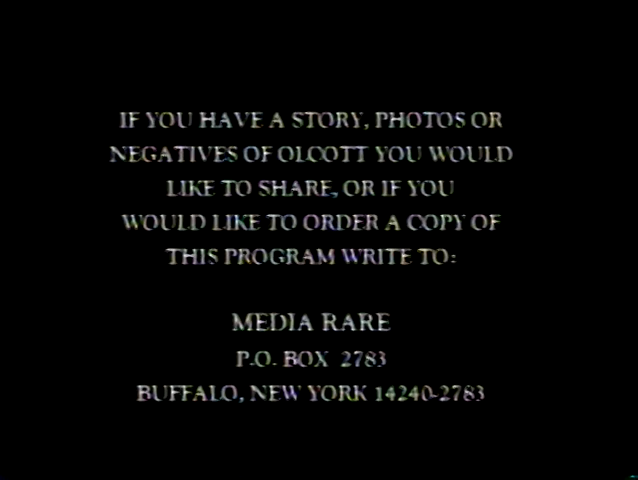 IF YOU HAVE A STORY, PHOTOS OR
NEGATIVES OF OLCOTT YOU WOULD
LIKE TO SHARE, OR IF YOU
WOULD LIKE TO ORDER A COPY OF
THIS PROGRAM WRITE TO:
MEDIA RARE
P.O. BOX 2783
BUFFALO, NEW YORK 14240-2783